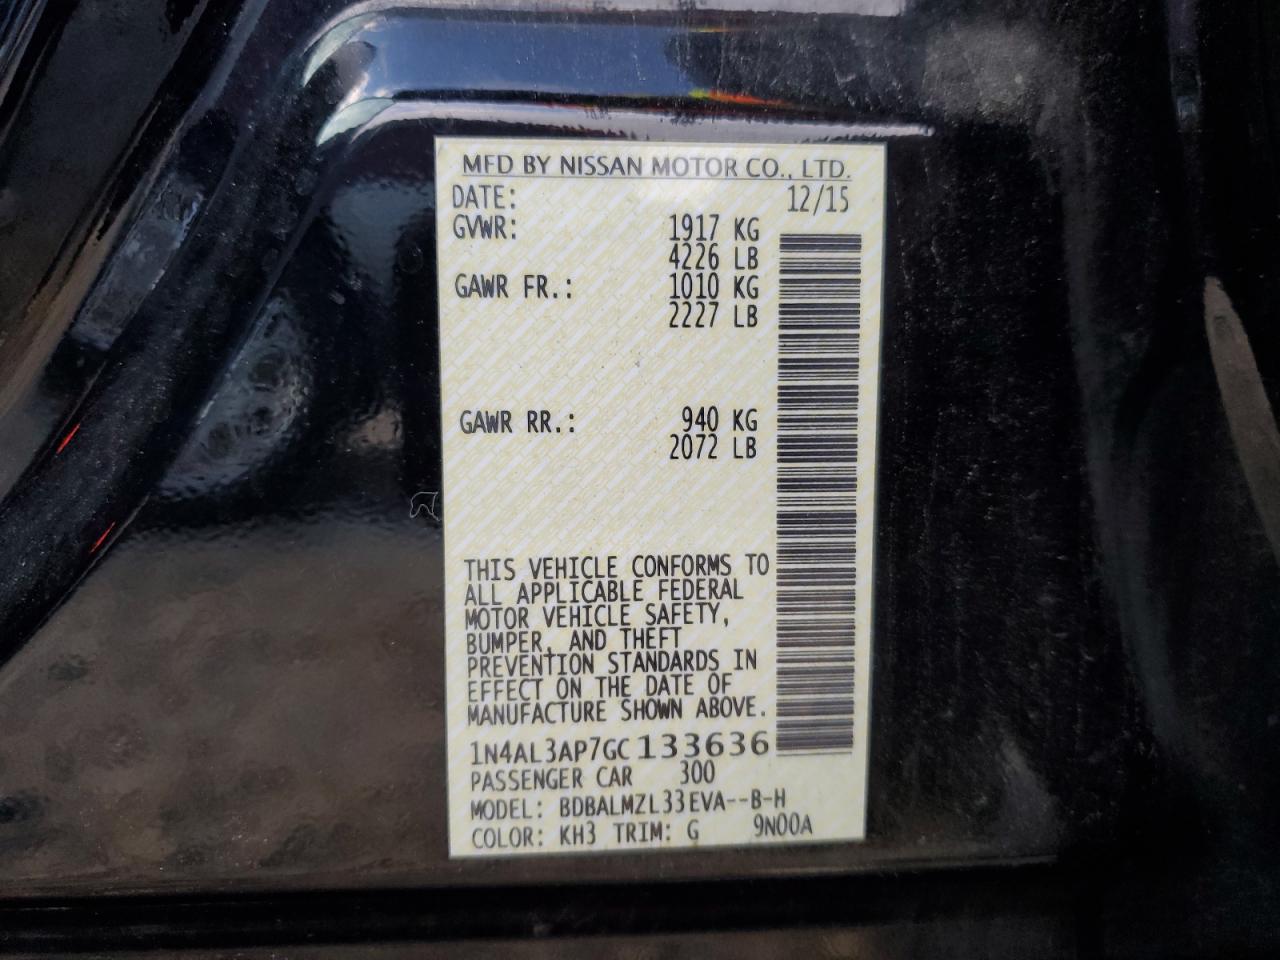 MFD BY NISSAN MOTOR CO., LTD.
DATE: 12/15
GVWR: 1917 KG
4226 LB
GAWR FR.: 1010 KG
2227 LB
GAWR RR.: 940 KG
2072 LB
THIS VEHICLE CONFORMS TO
ALL APPLICABLE FEDERAL
MOTOR VEHICLE SAFETY,
BUMPER, AND THEFT
PREVENTION STANDARDS IN
EFFECT ON THE DATE OF
MANUFACTURE SHOWN ABOVE.
1N4AL3AP7GC133636
PASSENGER CAR 300
MODEL: BDBALMZL33EVA--B-H
COLOR: KH3 TRIM: G 9N00A